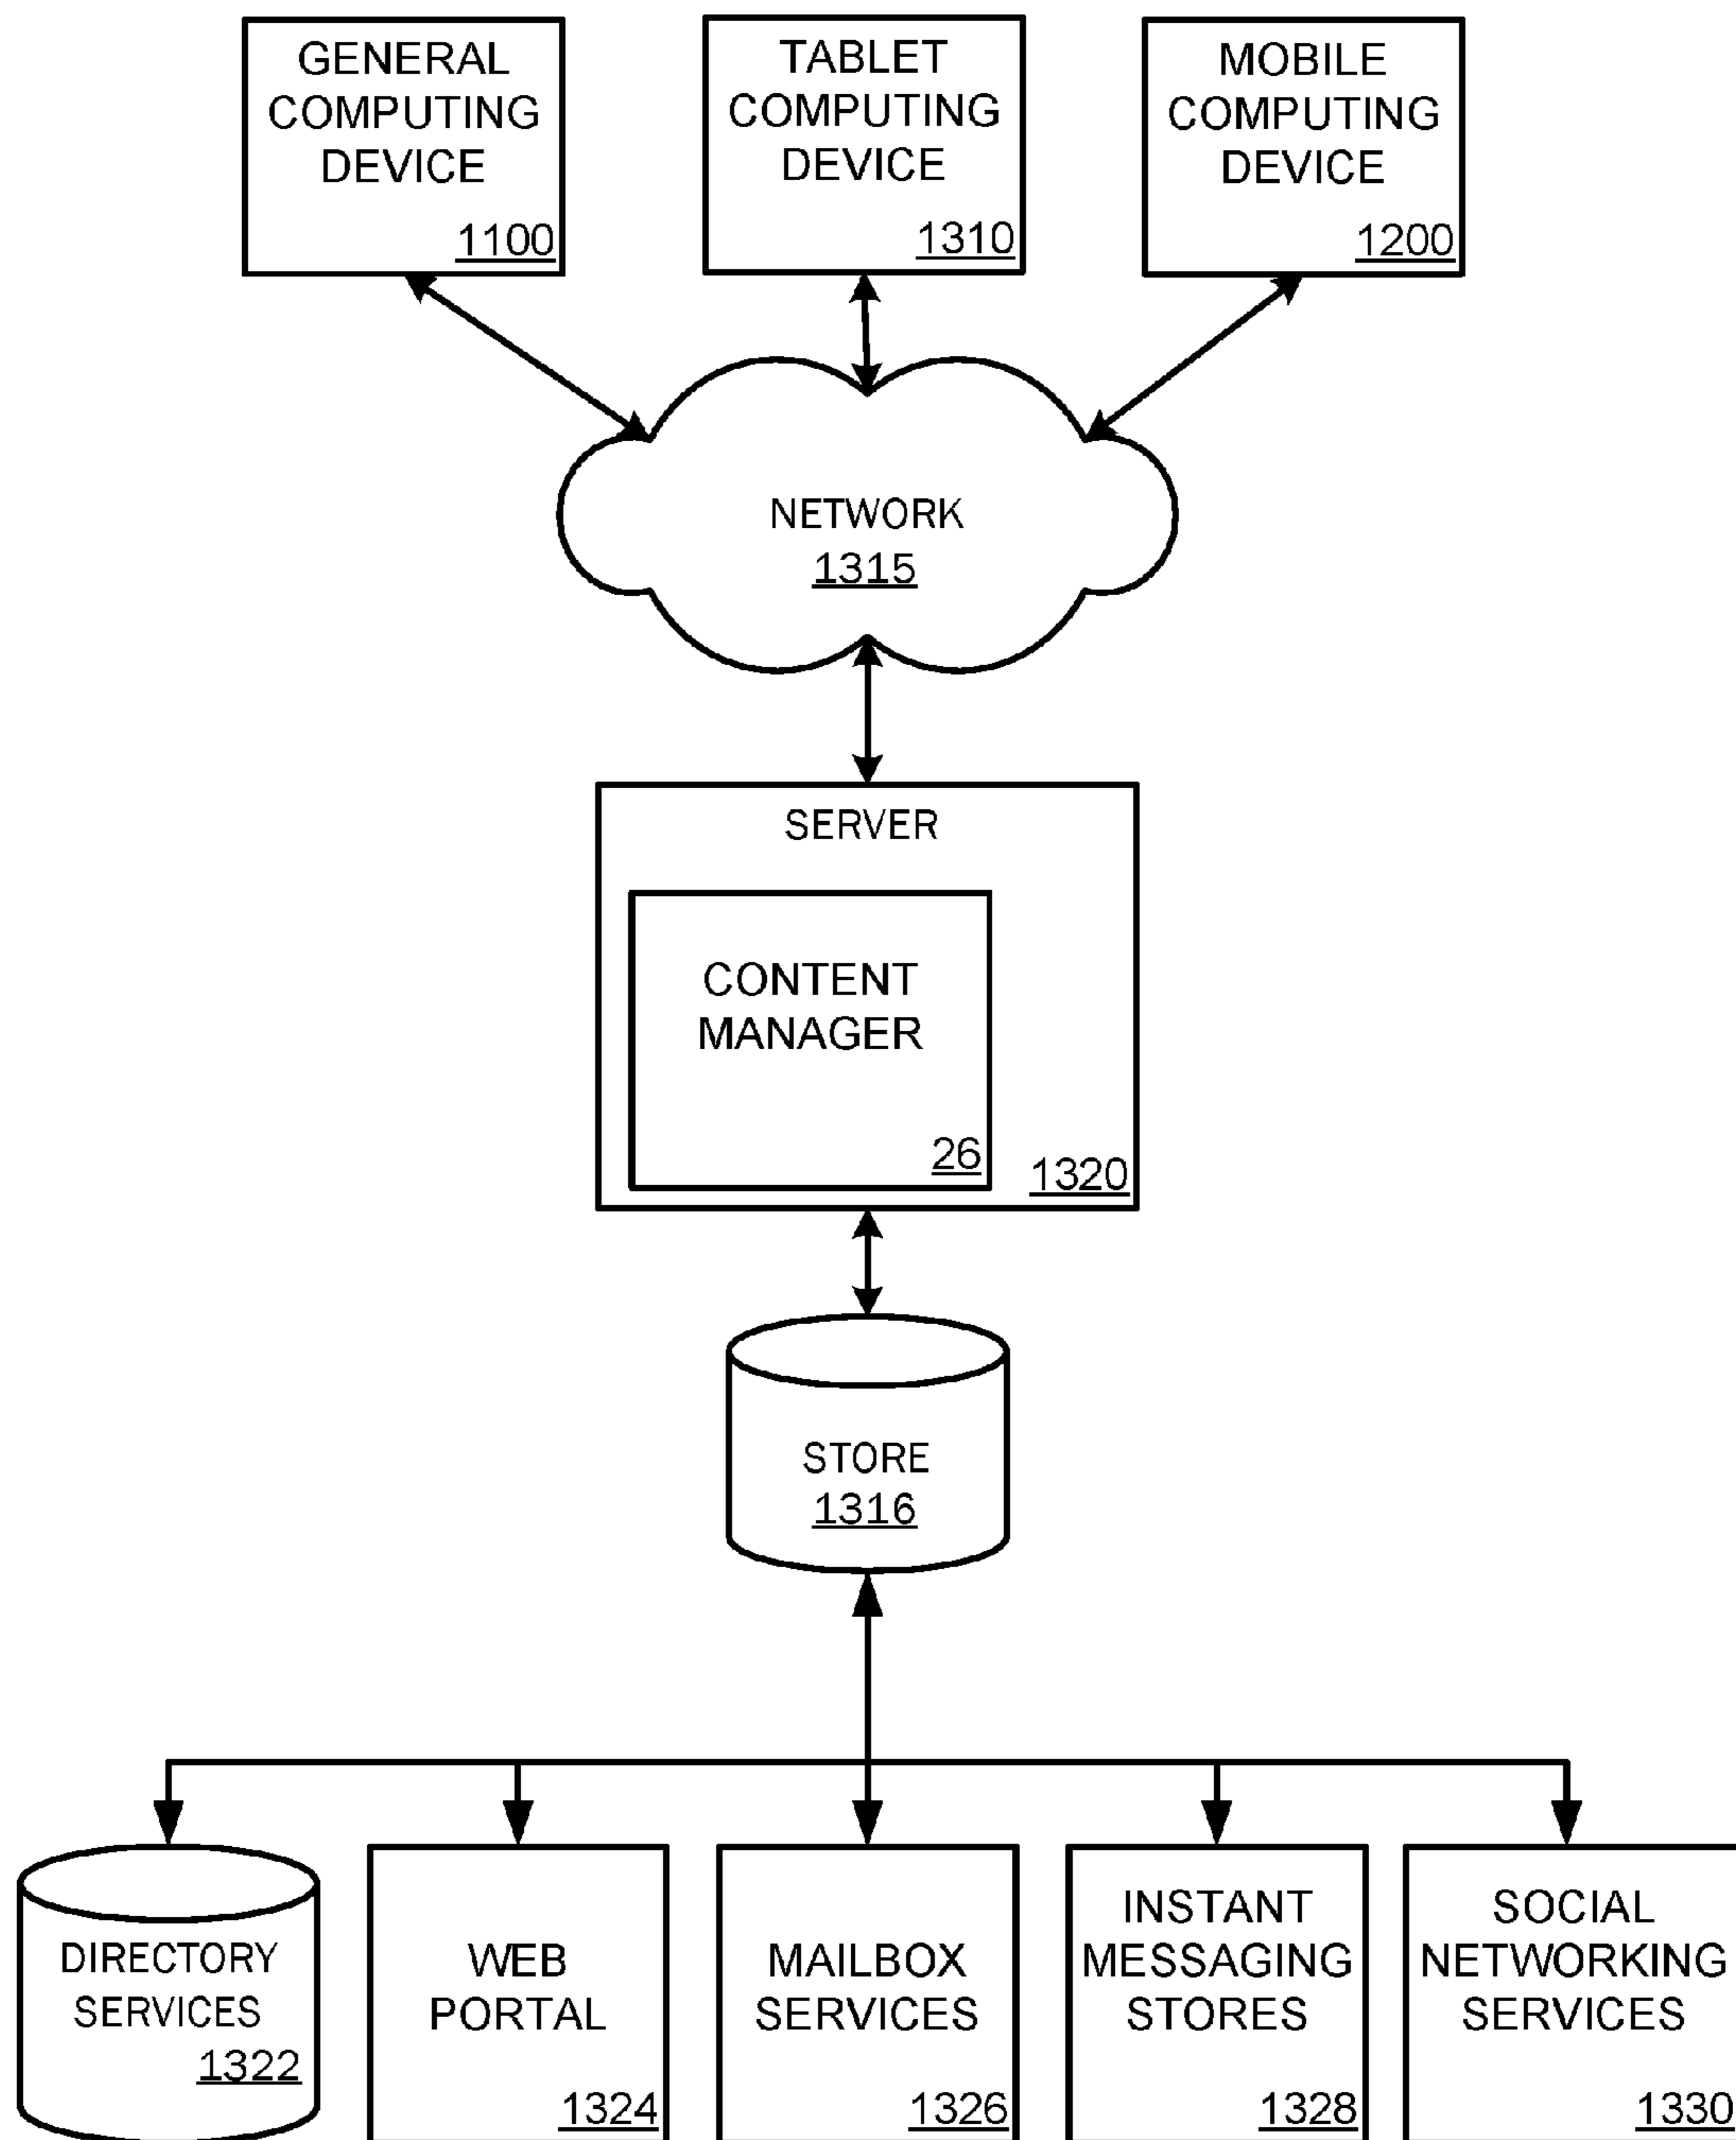 GENERAL
COMPUTING
DEVICE
1100
TABLET
COMPUTING
DEVICE
1310
MOBILE
COMPUTING
DEVICE
1200
NETWORK
1315
SERVER
CONTENT
MANAGER
26
1320
STORE
1316
DIRECTORY
SERVICES
1322
WEB
PORTAL
1324
MAILBOX
SERVICES
1326
INSTANT
MESSAGING
STORES
1328
SOCIAL
NETWORKING
SERVICES
1330